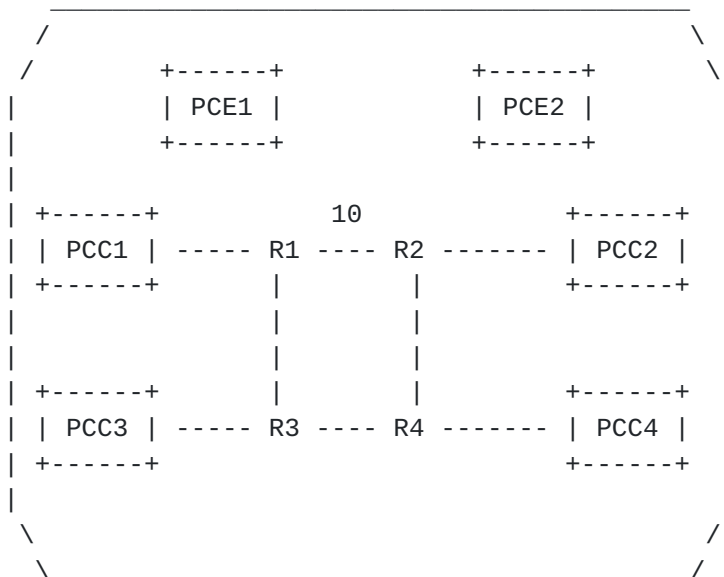 PCE1 PCE2
10
PCC1 ----- R1 ---- R2 ------- PCC2
PCC3 ----- R3 ---- R4 ------- PCC4